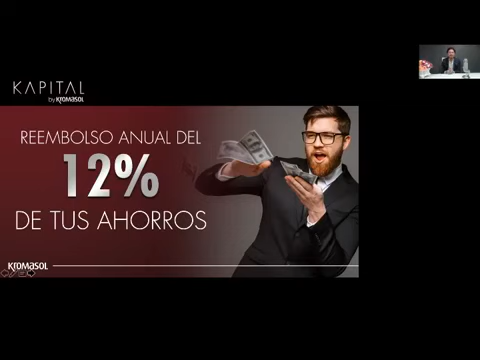 KAPITAL
by KROMASOL
REEMBOLSO ANUAL DEL
12%
DE TUS AHORROS
KROMASOL